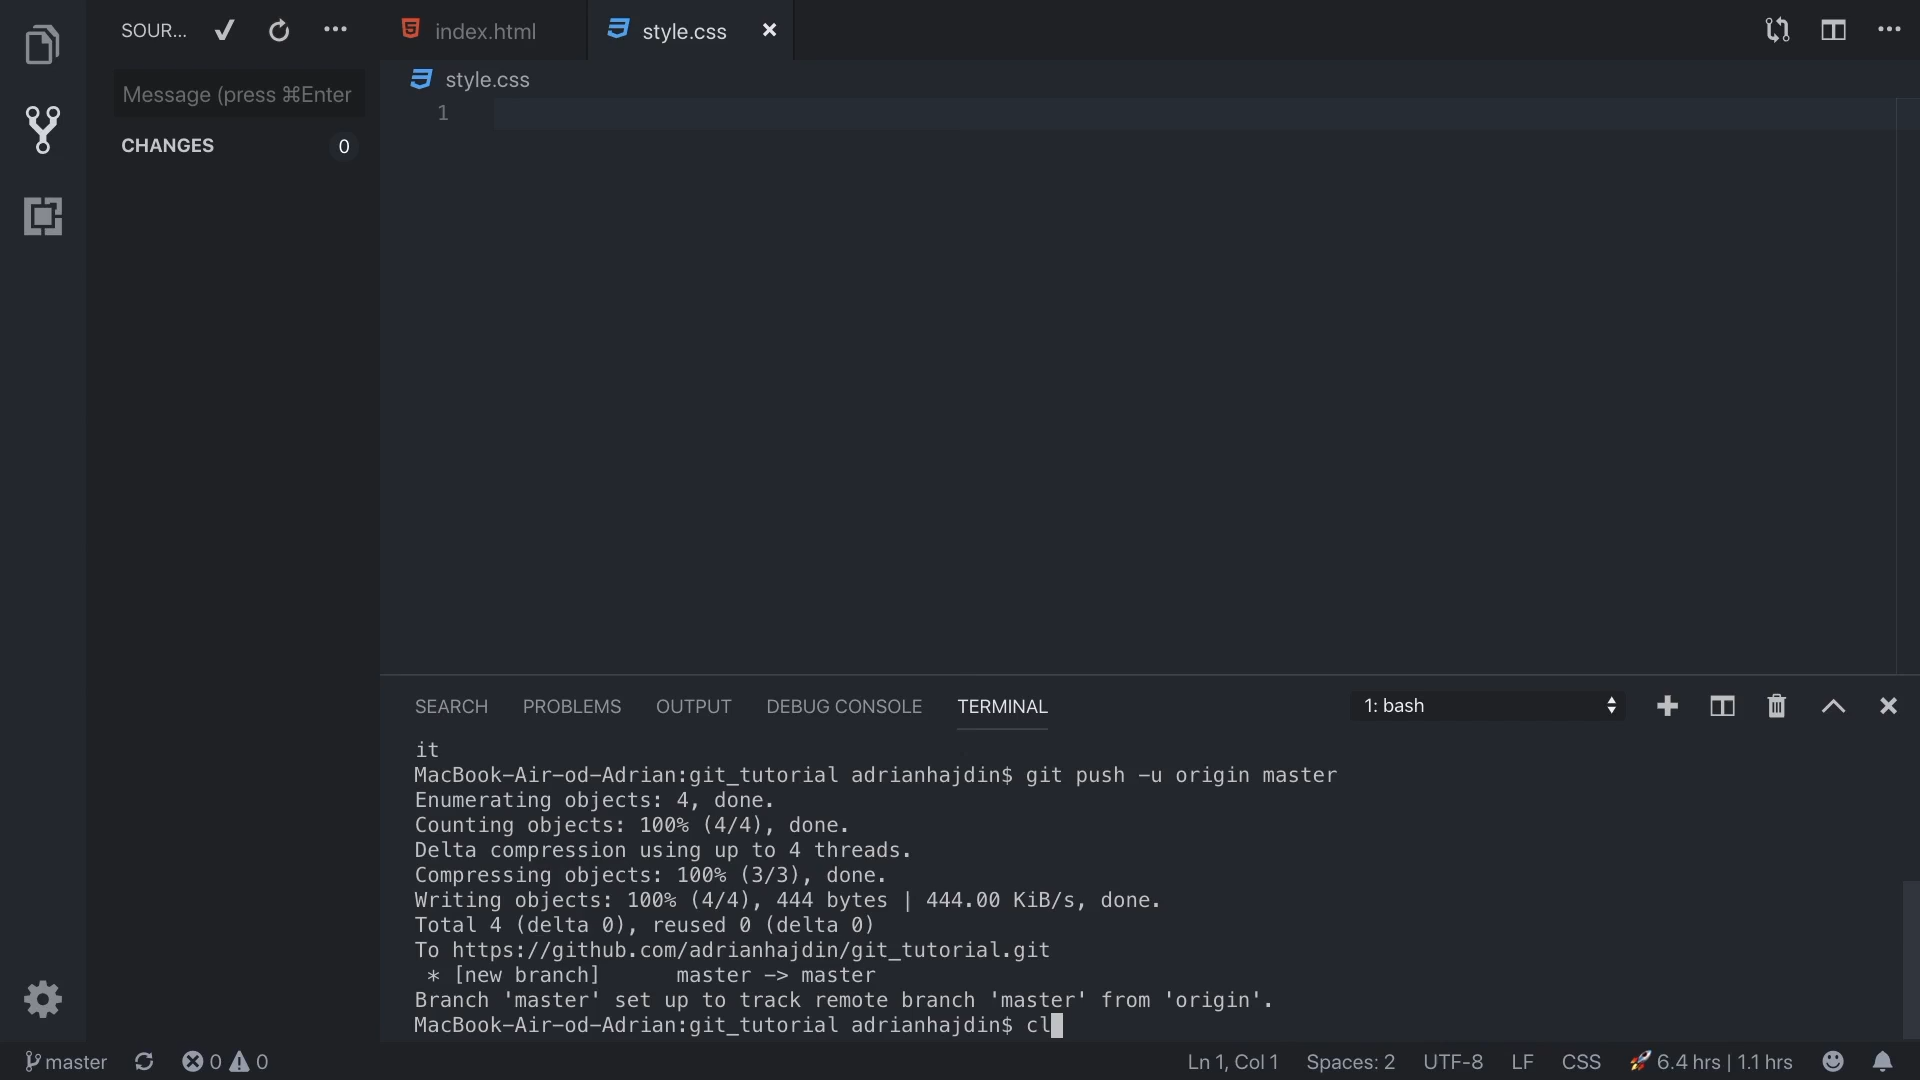 SOUR...
index.html
style.css
Message (press ⌘Enter
CHANGES
0
style.css
1
SEARCH
PROBLEMS
OUTPUT
DEBUG CONSOLE
TERMINAL
1: bash
it
MacBook-Air-od-Adrian:git_tutorial adrianhajdin$ git push -u origin master
Enumerating objects: 4, done.
Counting objects: 100% (4/4), done.
Delta compression using up to 4 threads.
Compressing objects: 100% (3/3), done.
Writing objects: 100% (4/4), 444 bytes | 444.00 KiB/s, done.
Total 4 (delta 0), reused 0 (delta 0)
To https://github.com/adrianhajdin/git_tutorial.git
 * [new branch]      master -> master
Branch 'master' set up to track remote branch 'master' from 'origin'.
MacBook-Air-od-Adrian:git_tutorial adrianhajdin$ cl
master
0
0
Ln 1, Col 1
Spaces: 2
UTF-8
LF
CSS
🚀 6.4 hrs | 1.1 hrs